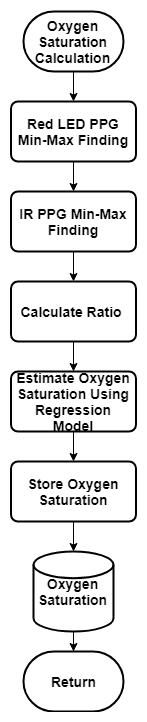 Oxygen
Saturation
Calculation
Red LED PPG
Min-Max Finding
IR PPG Min-Max
Finding
Calculate Ratio
Estimate Oxygen
Saturation Using
Regression
Model
Store Oxygen
Saturation
Oxygen
Saturation
Return